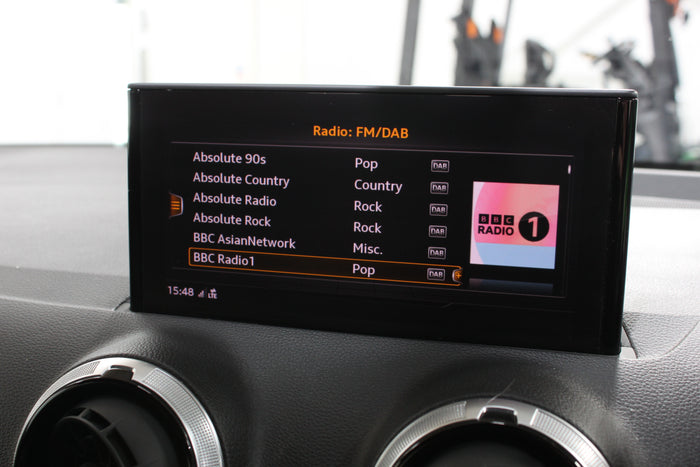 Radio: FM/DAB
Absolute 90s Pop DAB
Absolute Country Country DAB
Absolute Radio Rock DAB
Absolute Rock Rock DAB
BBC AsianNetwork Misc. DAB
BBC Radio1 Pop DAB
BBC
RADIO 1
15:48 LTE